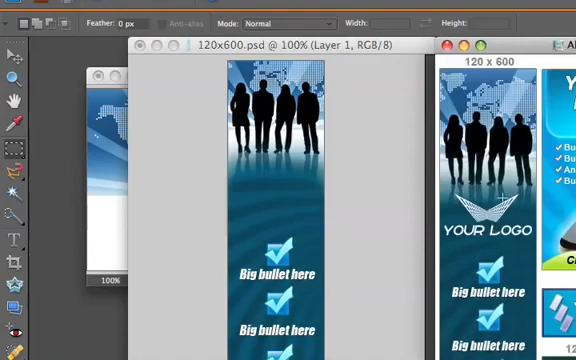 Feather: 0 px
Anti-alias
Mode: Normal
Width:
Height:
120x600.psd @ 100% (Layer 1, RGB/8)
120 x 600
YOUR LOGO
Big bullet here
Big bullet here
Big bullet here
Big bullet here
Bu
Bu
An
Bu
100%